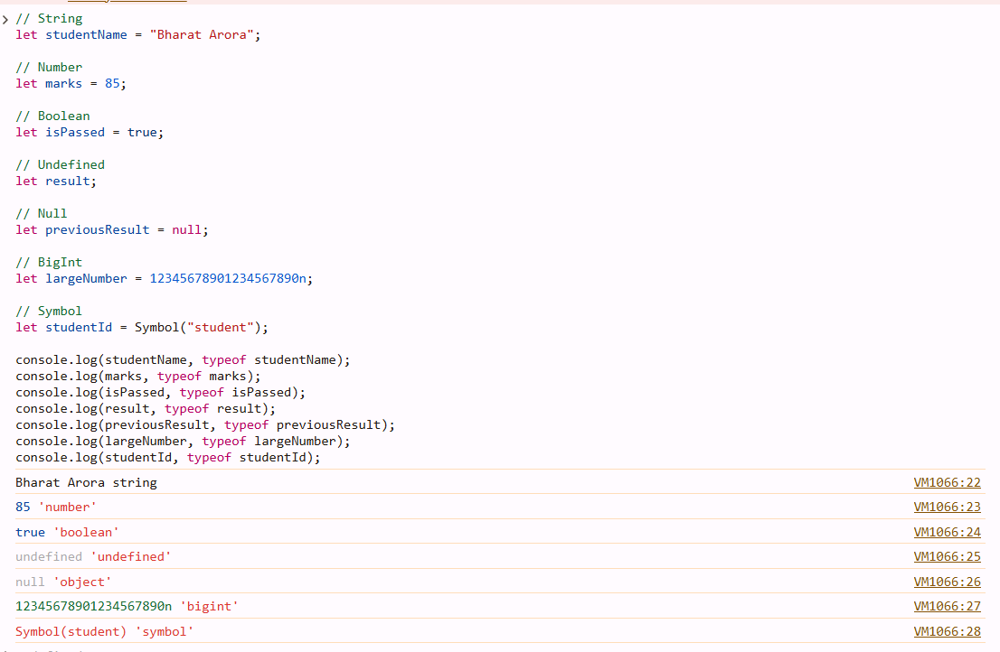 // String
let studentName = "Bharat Arora";
// Number
let marks = 85;
// Boolean
let isPassed = true;
// Undefined
let result;
// Null
let previousResult = null;
// BigInt
let largeNumber = 12345678901234567890n;
// Symbol
let studentId = Symbol("student");
console.log(studentName, typeof studentName);
console.log(marks, typeof marks);
console.log(isPassed, typeof isPassed);
console.log(result, typeof result);
console.log(previousResult, typeof previousResult);
console.log(largeNumber, typeof largeNumber);
console.log(studentId, typeof studentId);
Bharat Arora string VM1066:22
85 'number' VM1066:23
true 'boolean' VM1066:24
undefined 'undefined' VM1066:25
null 'object' VM1066:26
12345678901234567890n 'bigint' VM1066:27
Symbol(student) 'symbol' VM1066:28